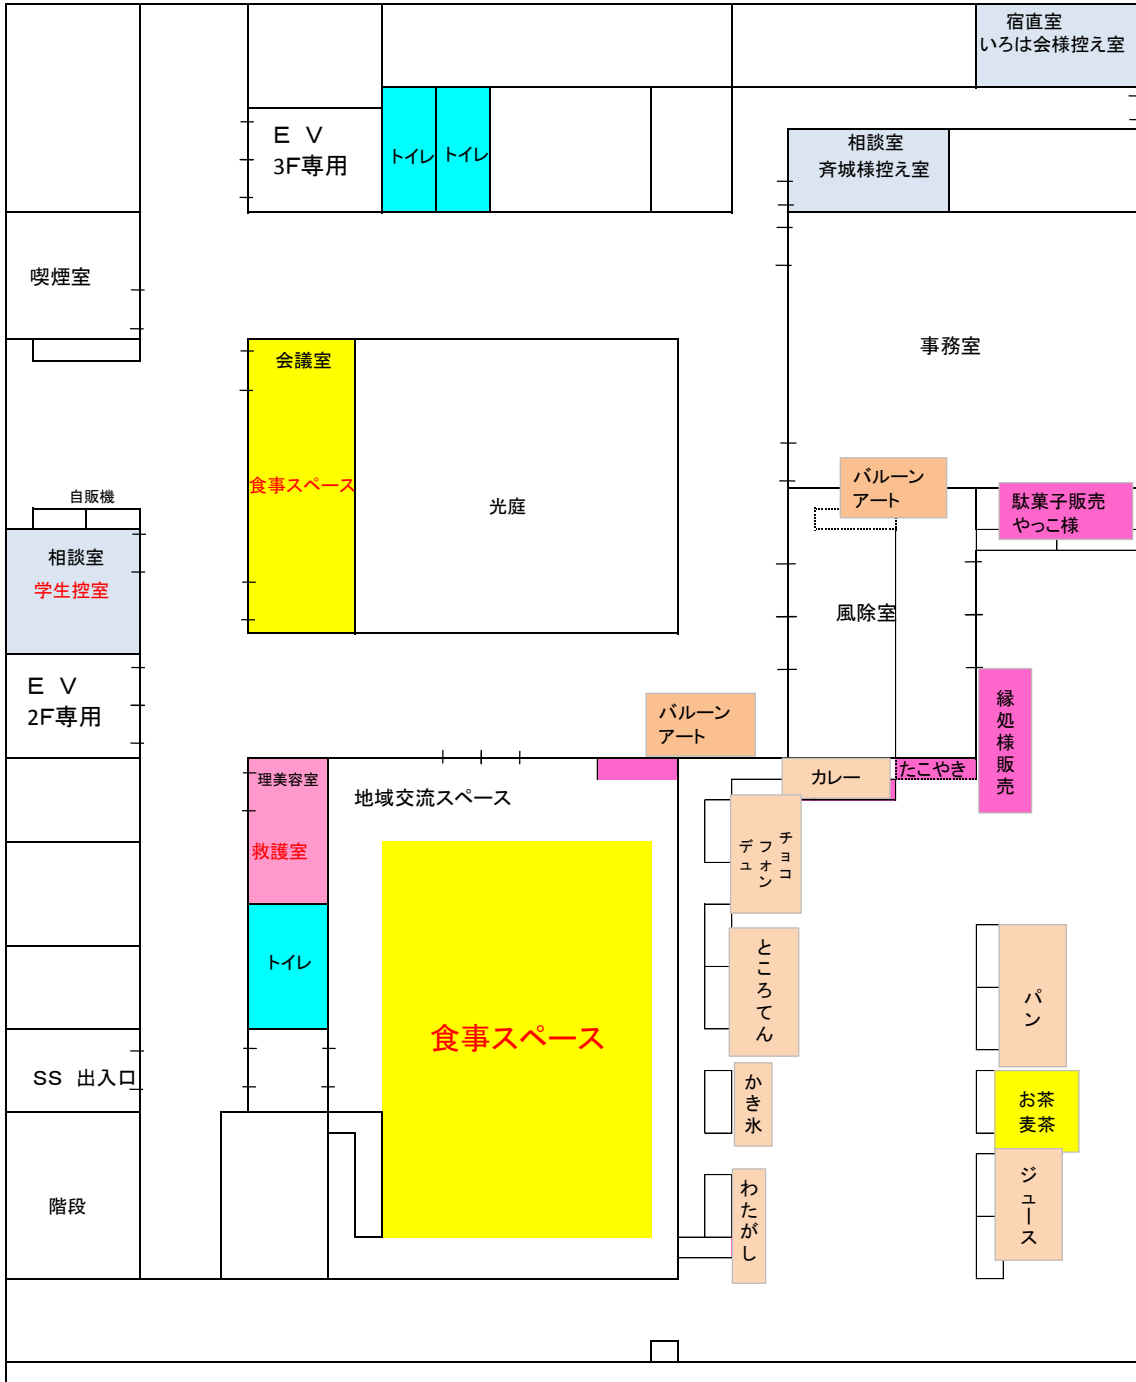 宿直室
いろは会様控え室
ＥＶ
3F専用
トイレ
トイレ
相談室
斉城様控え室
喫煙室
会議室
食事スペース
光庭
事務室
自販機
相談室
学生控室
バルーン
アート
駄菓子販売
やっこ様
風除室
ＥＶ
2F専用
バルーン
アート
縁処様販売
理美容室
救護室
地域交流スペース
カレー
たこやき
チョコ
フォン
デュ
トイレ
ところてん
食事スペース
パン
SS 出入口
かき氷
お茶
麦茶
階段
わたがし
ジュース